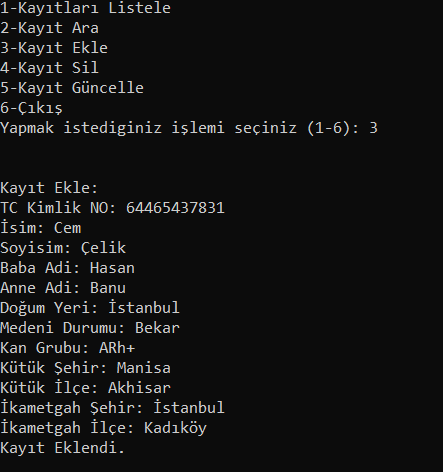 1-Kayıtları Listele
2-Kayıt Ara
3-Kayıt Ekle
4-Kayıt Sil
5-Kayıt Güncelle
6-Çıkış
Yapmak istediginiz işlemi seçiniz (1-6): 3
Kayıt Ekle:
TC Kimlik NO: 64465437831
İsim: Cem
Soyisim: Çelik
Baba Adi: Hasan
Anne Adi: Banu
Doğum Yeri: İstanbul
Medeni Durumu: Bekar
Kan Grubu: ARh+
Kütük Şehir: Manisa
Kütük İlçe: Akhisar
İkametgah Şehir: İstanbul
İkametgah İlçe: Kadıköy
Kayıt Eklendi.